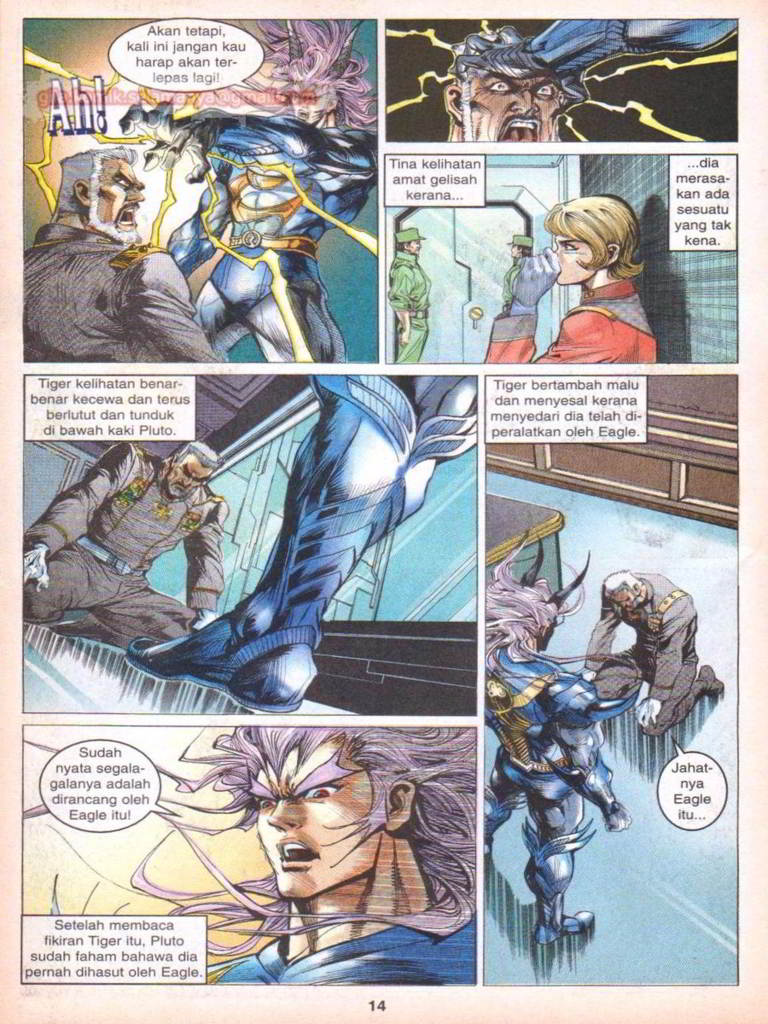 Akan tetapi,
kali ini jangan kau
harap akan ter-
lepas lagi!
Ah!
Tina kelihatan
amat gelisah
kerana...
...dia
merasa-
kan ada
sesuatu
yang tak
kena.
Tiger kelihatan benar-
benar kecewa dan terus
berlutut dan tunduk
di bawah kaki Pluto.
Tiger bertambah malu
dan menyesal kerana
menyedari dia telah di-
peralatkan oleh Eagle.
Jahat-
nya
Eagle
itu...
Sudah
nyata segala-
galanya adalah
dirancang oleh
Eagle itu!
Setelah membaca
fikiran Tiger itu, Pluto
sudah faham bahawa dia
pernah dihasut oleh Eagle.
14